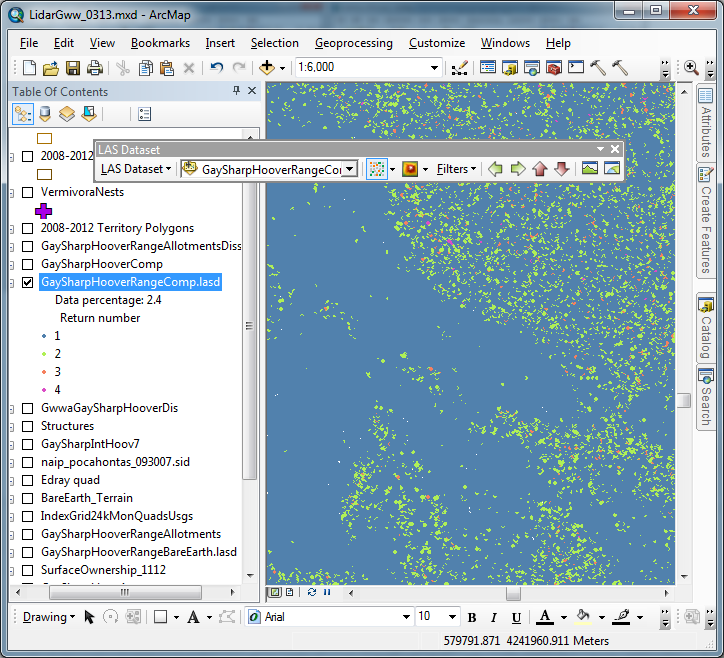 LidarGww_0313.mxd - ArcMap
File Edit View Bookmarks Insert Selection Geoprocessing Customize Windows Help
1:6,000
Table Of Contents
2008-2012
LAS Dataset
LAS Dataset GaySharpHooverRangeCo Filters
VermivoraNests
2008-2012 Territory Polygons
GaySharpHooverRangeAllotmentsDiss
GaySharpHooverComp
GaySharpHooverRangeComp.lasd
Data percentage: 2.4
Return number
1
2
3
4
GwwaGaySharpHooverDis
Structures
GaySharpIntHoov7
naip_pocahontas_093007.sid
Edray quad
BareEarth_Terrain
IndexGrid24kMonQuadsUsgs
GaySharpHooverRangeAllotments
GaySharpHooverRangeBareEarth.lasd
SurfaceOwnership_1112
Attributes
Create Features
Catalog
Search
Drawing A Arial 10 B I U A
579791.871 4241960.911 Meters